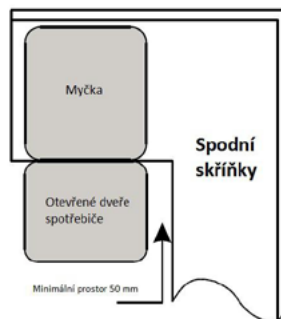 Myčka
Spodní
skříňky
Otevřené dveře
spotřebiče
Minimální prostor 50 mm